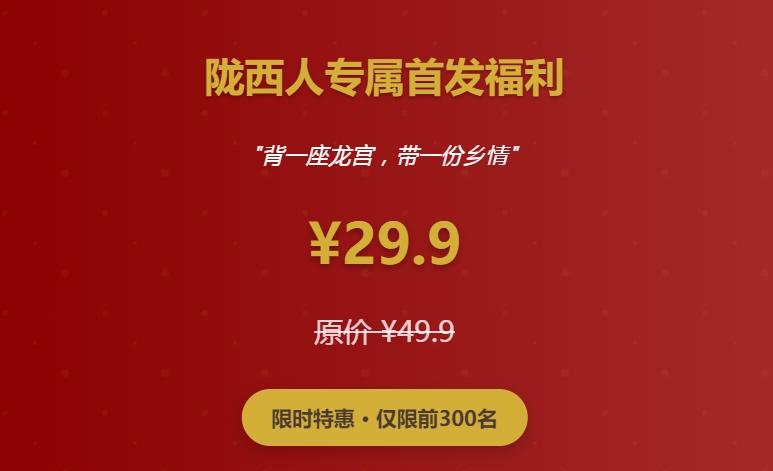 陇西人专属首发福利
"背一座龙宫，带一份乡情"
¥29.9
原价 ¥49.9
限时特惠・仅限前300名